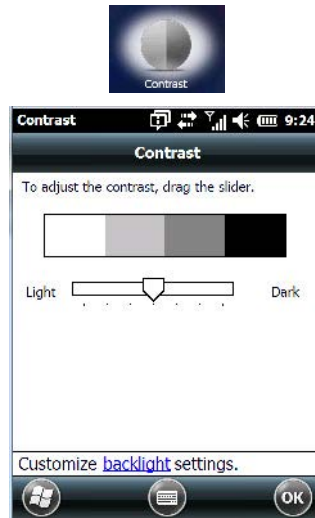 Contrast
Contrast 9:24
Contrast
To adjust the contrast, drag the slider.
Light Dark
Customize backlight settings.
OK